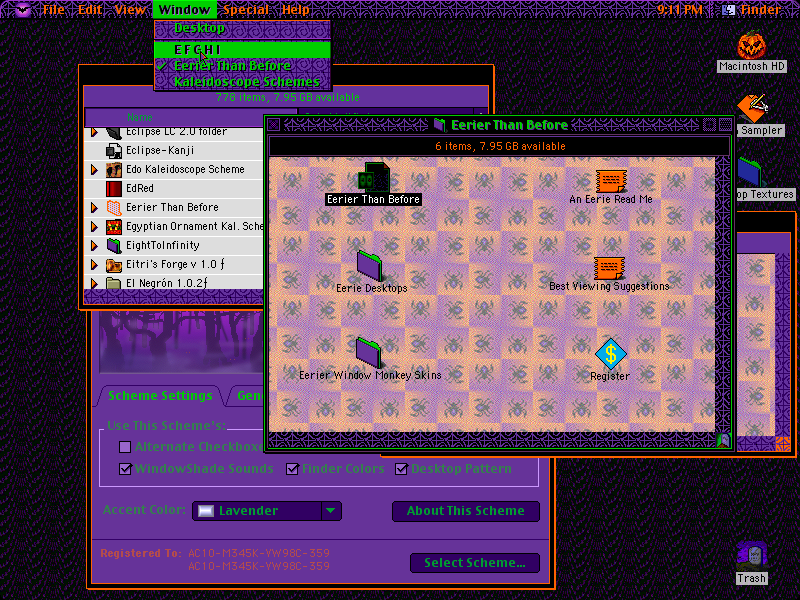 File Edit View Window Special Help 9:11 PM Finder
Desktop
E F C H I
Eerier Than Before
Kaleidoscope Schemes
778 items, 7.95 GB available
Name
Eclipse LC 2.0 folder
Eclipse-Kanji
Edo Kaleidoscope Scheme
EdRed
Eerier Than Before
Egyptian Ornament Kal. Sche
EightToInfinity
Eitri's Forge v 1.0 ƒ
El Negrón 1.0.2ƒ
Eerier Than Before
6 items, 7.95 GB available
Eerier Than Before
An Eerie Read Me
Eerie Desktops
Best Viewing Suggestions
Eerier Window Monkey Skins
Register
Macintosh HD
Sampler
op Textures
Trash
Scheme Settings
Gen
Use This Scheme's:
Alternate Checkboxe
WindowShade Sounds
Finder Colors
Desktop Pattern
Accent Color:
Lavender
About This Scheme
Registered To: AC10-M345K-YW98C-359
AC10-M345K-YW98C-359
Select Scheme...